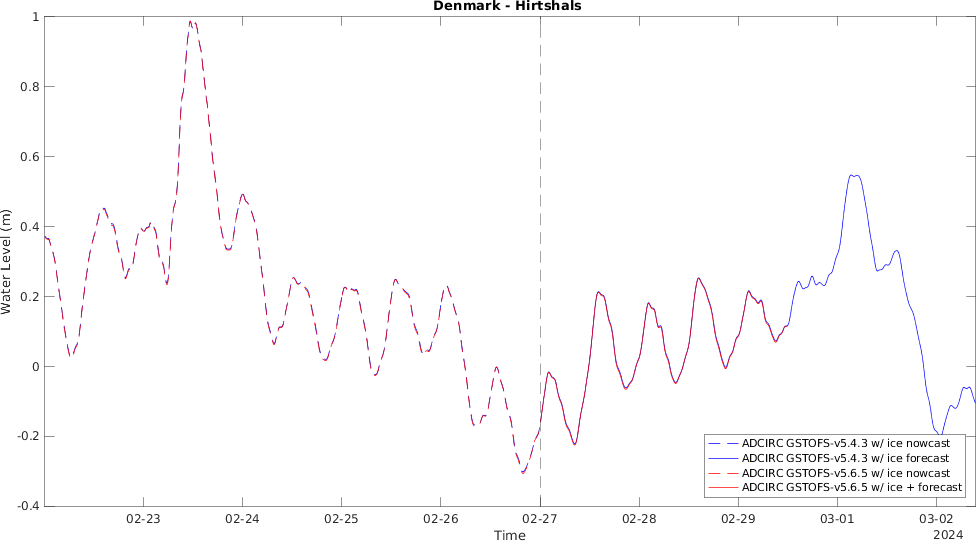 Denmark - Hirtshals
1
0.8
0.6
0.4
0.2
0
-0.2
-0.4
Water Level (m)
02-23
02-24
02-25
02-26
02-27
02-28
02-29
03-01
03-02
2024
Time
ADCIRC GSTOFS-v5.4.3 w/ ice nowcast
ADCIRC GSTOFS-v5.4.3 w/ ice forecast
ADCIRC GSTOFS-v5.6.5 w/ ice nowcast
ADCIRC GSTOFS-v5.6.5 w/ ice + forecast